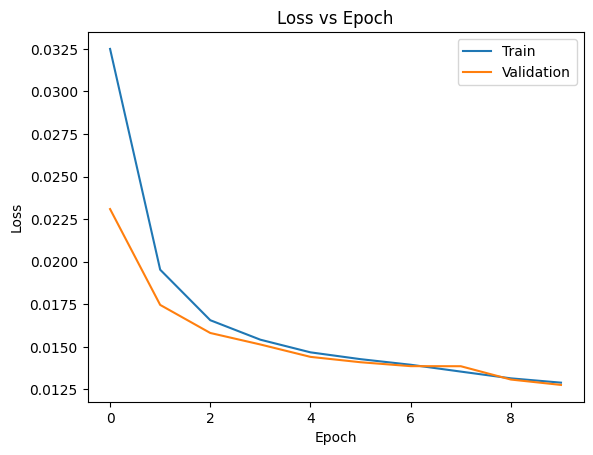 Loss vs Epoch
Train
Validation
0.0325
0.0300
0.0275
0.0250
0.0225
0.0200
0.0175
0.0150
0.0125
Loss
0 2 4 6 8
Epoch